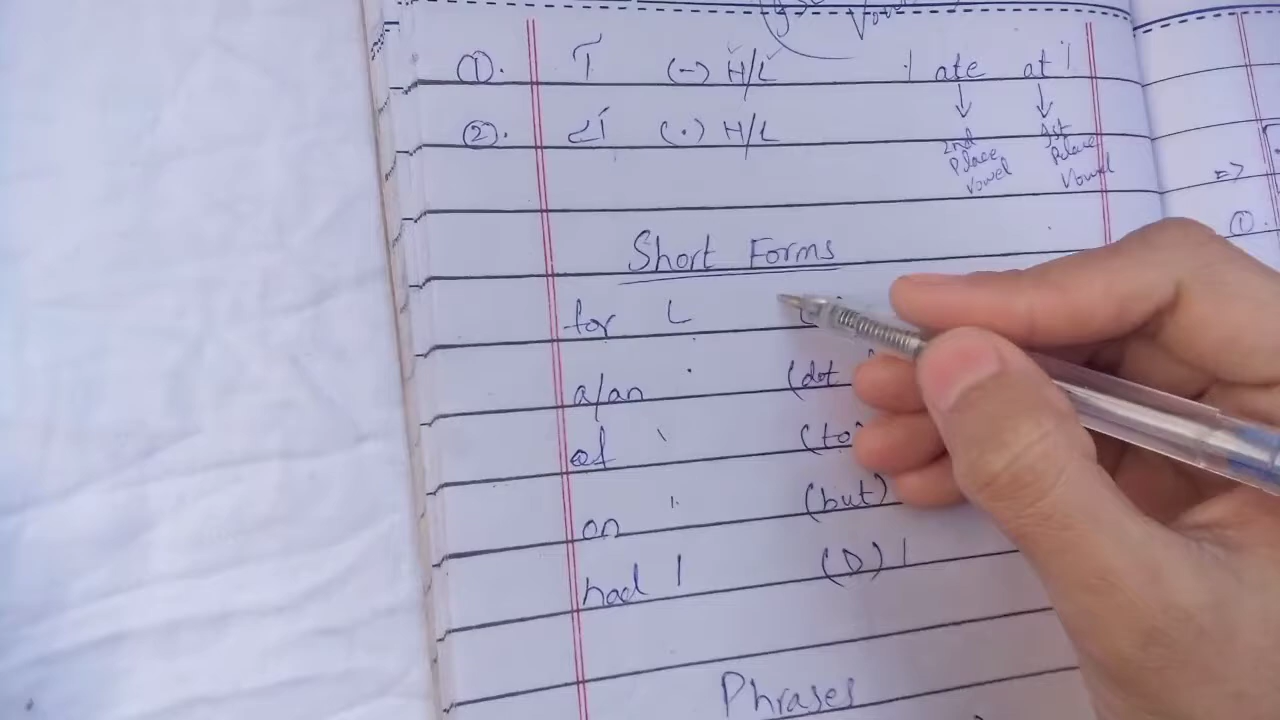 ①. (-) H/L ate at
②. (.) H/L 2nd Place Vowel 1st Place Vowel
Short Forms
for
a/an (dot
of (to)
on (but)
had (D)
Phrases